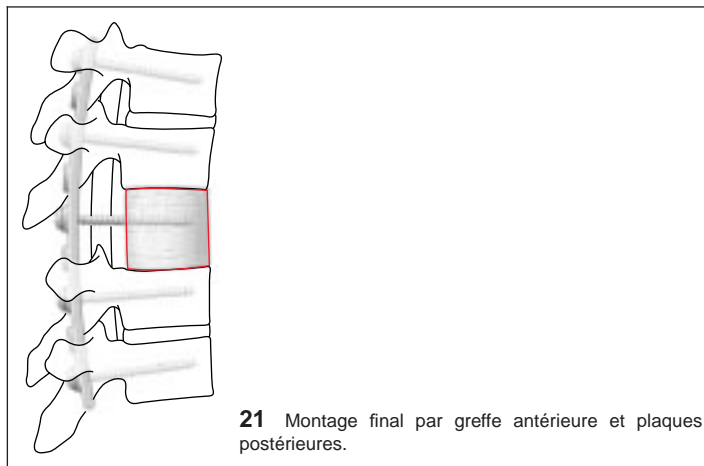 21 Montage final par greffe antérieure et plaques
postérieures.